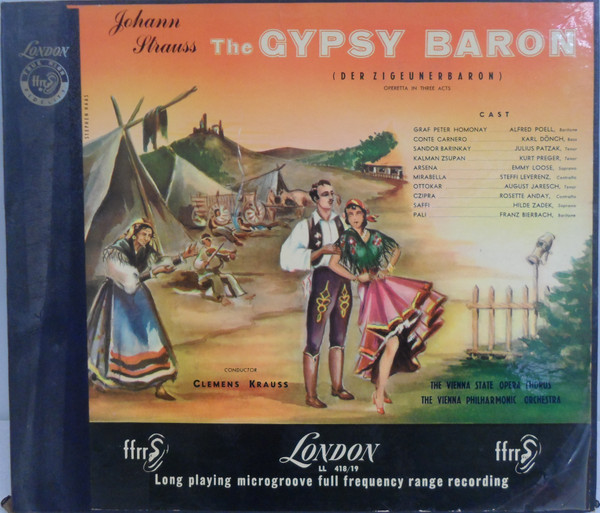 Johann
Strauss
The GYPSY BARON
(DER ZIGEUNERBARON)
OPERETTA IN THREE ACTS
LONDON
ffrr
STEPHEN HAAS
CAST
GRAF PETER HOMONAY ALFRED POELL, Baritone
CONTE CARNERO KARL DÖNCH, Bass
SANDOR BARINKAY JULIUS PATZAK, Tenor
KALMAN ZSUPAN KURT PREGER, Tenor
ARSENA EMMY LOOSE, Soprano
MIRABELLA STEFFI LEVERENZ, Contralto
OTTOKAR AUGUST JARESCH, Tenor
CZIPRA ROSETTE ANDAY, Contralto
SAFFI HILDE ZADEK, Soprano
PALI FRANZ BIERBACH, Baritone
CONDUCTOR
CLEMENS KRAUSS
THE VIENNA STATE OPERA CHORUS
THE VIENNA PHILHARMONIC ORCHESTRA
ffrr
LONDON
LL 418/19
ffrr
Long playing microgroove full frequency range recording